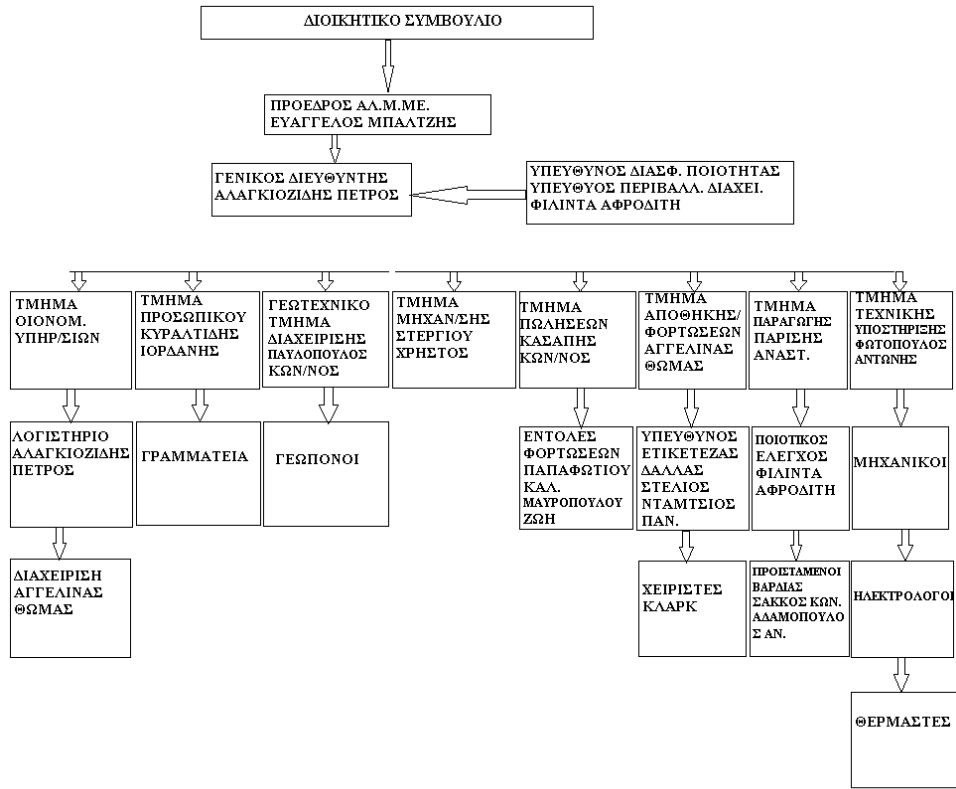 ΔΙΟΙΚΗΤΙΚΟ ΣΥΜΒΟΥΛΙΟ
ΠΡΟΕΔΡΟΣ ΑΛ.Μ.ΜΕ.
ΕΥΑΓΓΕΛΟΣ ΜΠΑΛΤΖΗΣ
ΓΕΝΙΚΟΣ ΔΙΕΥΘΥΝΤΗΣ
ΑΛΑΓΚΙΟΖΙΔΗΣ ΠΕΤΡΟΣ
ΥΠΕΥΘΥΝΟΣ ΔΙΑΣΦ. ΠΟΙΟΤΗΤΑΣ
ΥΠΕΥΘΥΟΣ ΠΕΡΙΒΑΛΛ. ΔΙΑΧΕΙ.
ΦΙΛΙΝΤΑ ΑΦΡΟΔΙΤΗ
ΤΜΗΜΑ
ΟΙΟΝΟΜ.
ΥΠΗΡ/ΣΙΩΝ
ΤΜΗΜΑ
ΠΡΟΣΩΠΙΚΟΥ
ΚΥΡΑΛΤΙΔΗΣ
ΙΟΡΔΑΝΗΣ
ΓΕΩΤΕΧΝΙΚΟ
ΤΜΗΜΑ
ΔΙΑΧΕΙΡΙΣΗΣ
ΠΑΥΛΟΠΟΥΛΟΣ
ΚΩΝ/ΝΟΣ
ΤΜΗΜΑ
ΜΗΧΑΝ/ΣΗΣ
ΣΤΕΡΓΙΟΥ
ΧΡΗΣΤΟΣ
ΤΜΗΜΑ
ΠΩΛΗΣΕΩΝ
ΚΑΣΑΠΗΣ
ΚΩΝ/ΝΟΣ
ΤΜΗΜΑ
ΑΠΟΘΗΚΗΣ/
ΦΟΡΤΩΣΕΩΝ
ΑΓΓΕΛΙΝΑΣ
ΘΩΜΑΣ
ΤΜΗΜΑ
ΠΑΡΑΓΩΓΗΣ
ΠΑΡΙΣΗΣ
ΑΝΑΣΤ.
ΤΜΗΜΑ
ΤΕΧΝΙΚΗΣ
ΥΠΟΣΤΗΡΙΞΗΣ
ΦΩΤΟΠΟΥΛΟΣ
ΑΝΤΩΝΗΣ
ΛΟΓΙΣΤΗΡΙΟ
ΑΛΑΓΚΙΟΖΙΔΗΣ
ΠΕΤΡΟΣ
ΓΡΑΜΜΑΤΕΙΑ
ΓΕΩΠΟΝΟΙ
ΕΝΤΟΛΕΣ
ΦΟΡΤΩΣΕΩΝ
ΠΑΠΑΦΩΤΙΟΥ
ΚΑΛ.
ΜΑΥΡΟΠΟΥΛΟΥ
ΖΩΗ
ΥΠΕΥΘΥΝΟΣ
ΕΤΙΚΕΤΕΖΑΣ
ΔΑΛΛΑΣ
ΣΤΕΛΙΟΣ
ΝΤΑΜΤΣΙΟΣ
ΠΑΝ.
ΠΟΙΟΤΙΚΟΣ
ΕΛΕΓΧΟΣ
ΦΙΛΙΝΤΑ
ΑΦΡΟΔΙΤΗ
ΜΗΧΑΝΙΚΟΙ
ΔΙΑΧΕΙΡΙΣΗ
ΑΓΓΕΛΙΝΑΣ
ΘΩΜΑΣ
ΧΕΙΡΙΣΤΕΣ
ΚΛΑΡΚ
ΠΡΟΙΣΤΑΜΕΝΟΙ
ΒΑΡΔΙΑΣ
ΣΑΚΚΟΣ ΚΩΝ.
ΑΔΑΜΟΠΟΥΛΟ
Σ ΑΝ.
ΗΛΕΚΤΡΟΛΟΓΟΙ
ΘΕΡΜΑΣΤΕΣ